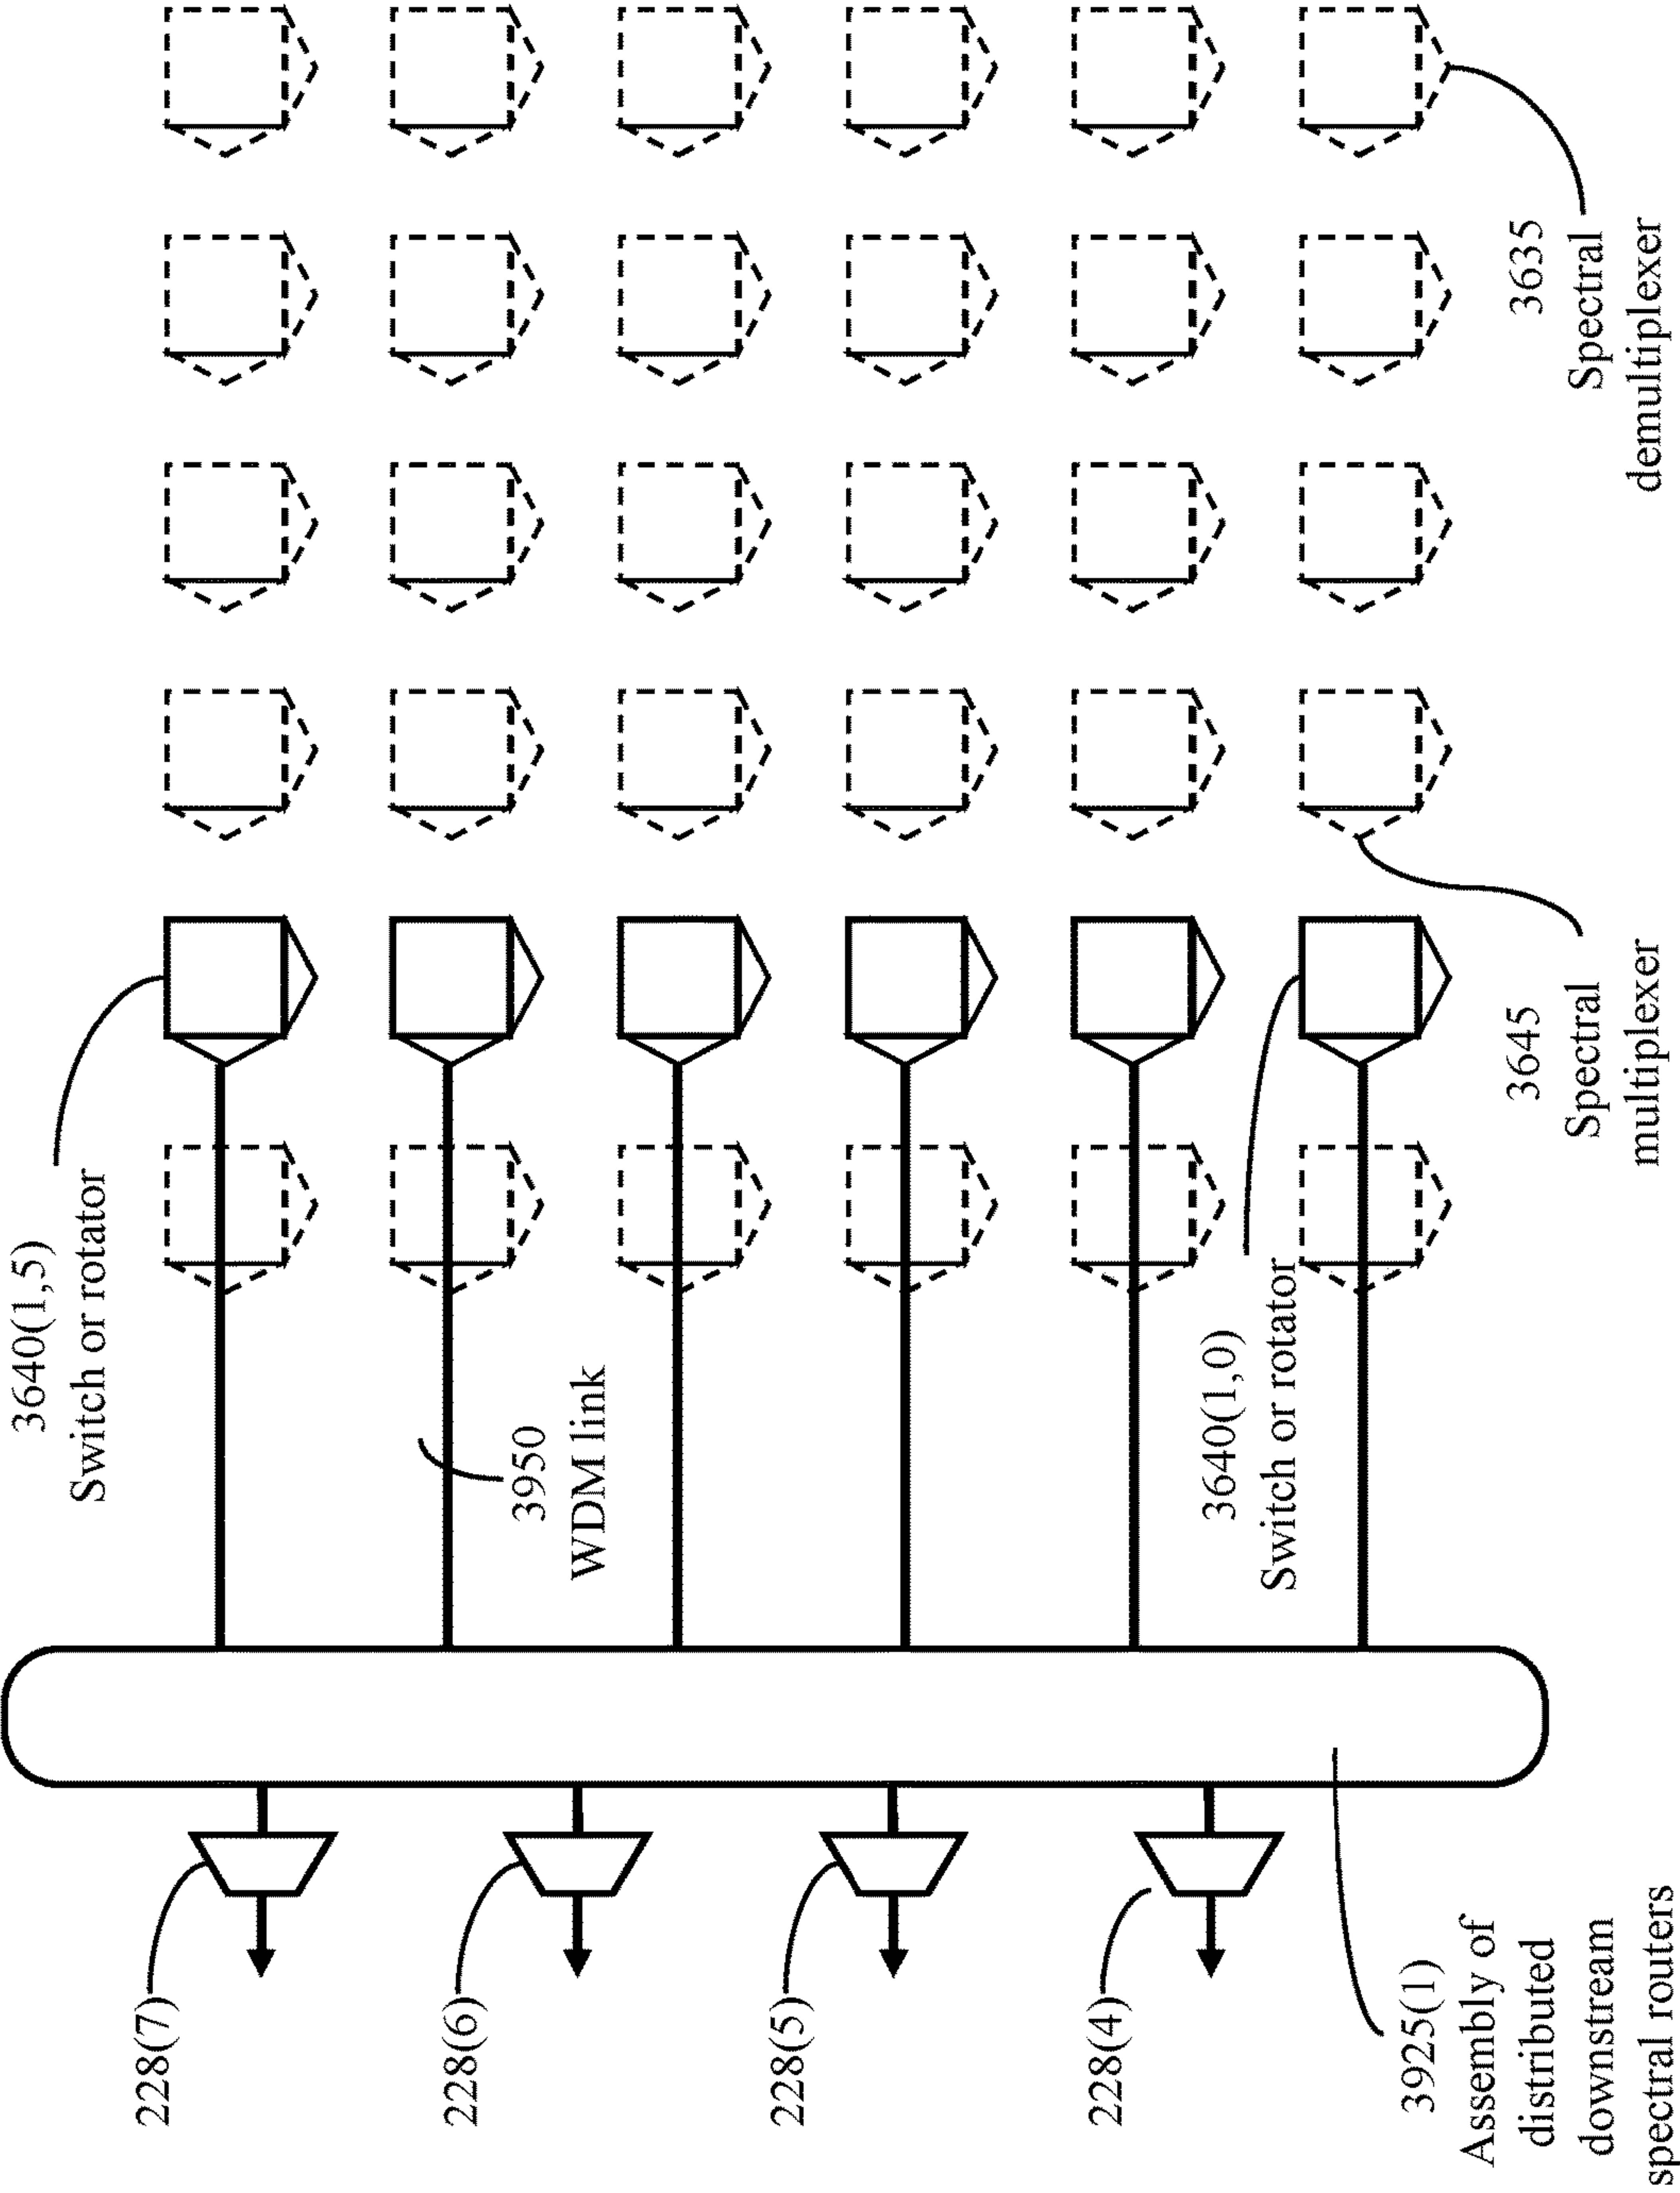 3640(1,5)
Switch or rotator
228(7)
228(6)
3950
WDM link
228(5)
228(4)
3640(1,0)
Switch or rotator
3925(1)
Assembly of
distributed
downstream
spectral routers
3645
Spectral
multiplexer
3635
Spectral
demultiplexer